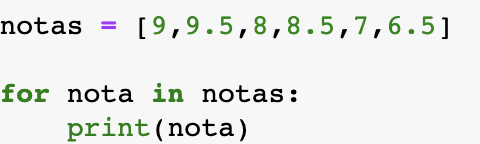 notas = [9,9.5,8,8.5,7,6.5]
for nota in notas:
    print(nota)